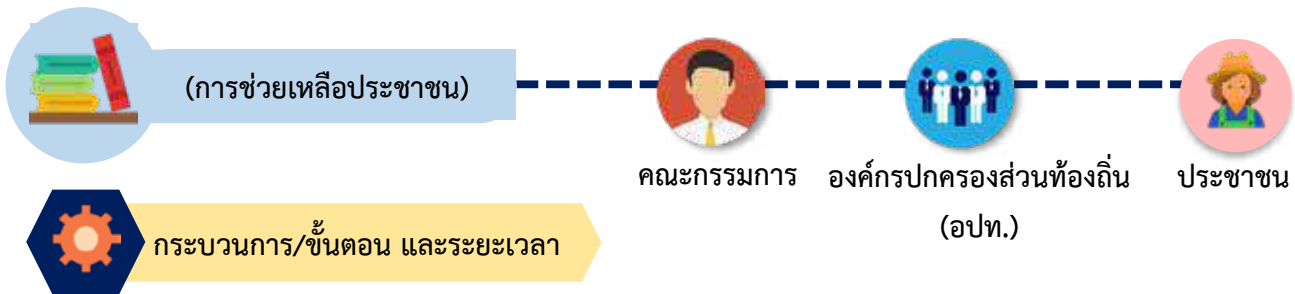 (การช่วยเหลือประชาชน)
คณะกรรมการ
องค์กรปกครองส่วนท้องถิ่น
(อปท.)
ประชาชน
กระบวนการ/ขั้นตอน และระยะเวลา